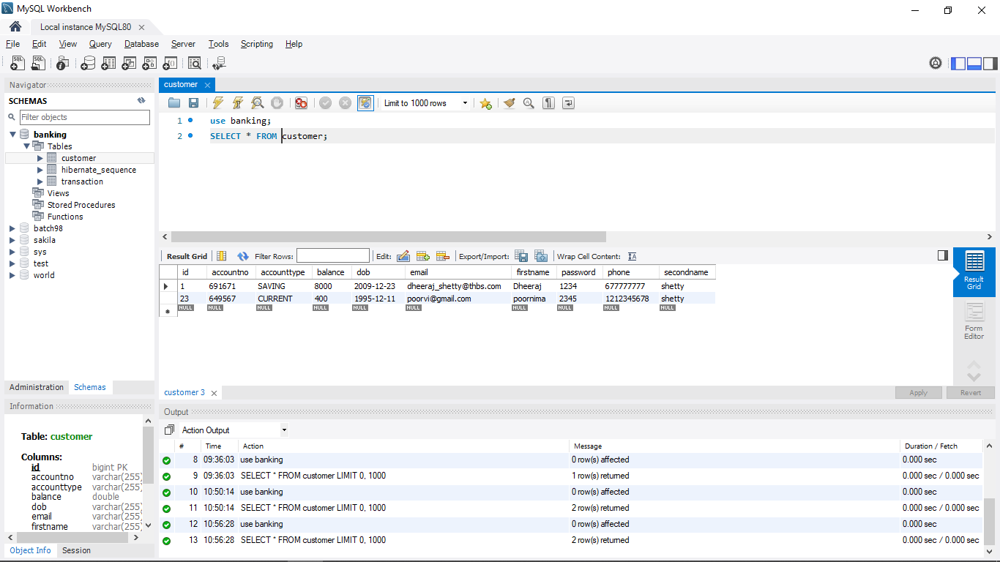 MySQL Workbench
Local instance MySQL80
File Edit View Query Database Server Tools Scripting Help
Navigator
SCHEMAS
Filter objects
banking
Tables
customer
hibernate_sequence
transaction
Views
Stored Procedures
Functions
batch98
sakila
sys
test
world
Administration Schemas
Information
Table: customer
Columns:
id bigint PK
accountno varchar(255)
accounttype varchar(255)
balance double
dob varchar(255)
email varchar(255)
firstname varchar(255)
Object Info Session
customer
Limit to 1000 rows
1 use banking;
2 SELECT * FROM customer;
Result Grid Filter Rows: Edit: Export/Import: Wrap Cell Content:
id accountno accounttype balance dob email firstname password phone secondname
1 691671 SAVING 8000 2009-12-23 dheeraj_shetty@thbs.com Dheeraj 1234 677777777 shetty
23 649567 CURRENT 400 1995-12-11 poorvi@gmail.com poornima 2345 1212345678 shetty
NULL NULL NULL NULL NULL NULL NULL NULL NULL NULL
Result
Grid
Form
Editor
customer 3
Apply Revert
Output
Action Output
# Time Action Message Duration / Fetch
8 09:36:03 use banking 0 row(s) affected 0.000 sec
9 09:36:03 SELECT * FROM customer LIMIT 0, 1000 1 row(s) returned 0.000 sec / 0.000 sec
10 10:50:14 use banking 0 row(s) affected 0.000 sec
11 10:50:14 SELECT * FROM customer LIMIT 0, 1000 2 row(s) returned 0.000 sec / 0.000 sec
12 10:56:28 use banking 0 row(s) affected 0.000 sec
13 10:56:28 SELECT * FROM customer LIMIT 0, 1000 2 row(s) returned 0.000 sec / 0.000 sec